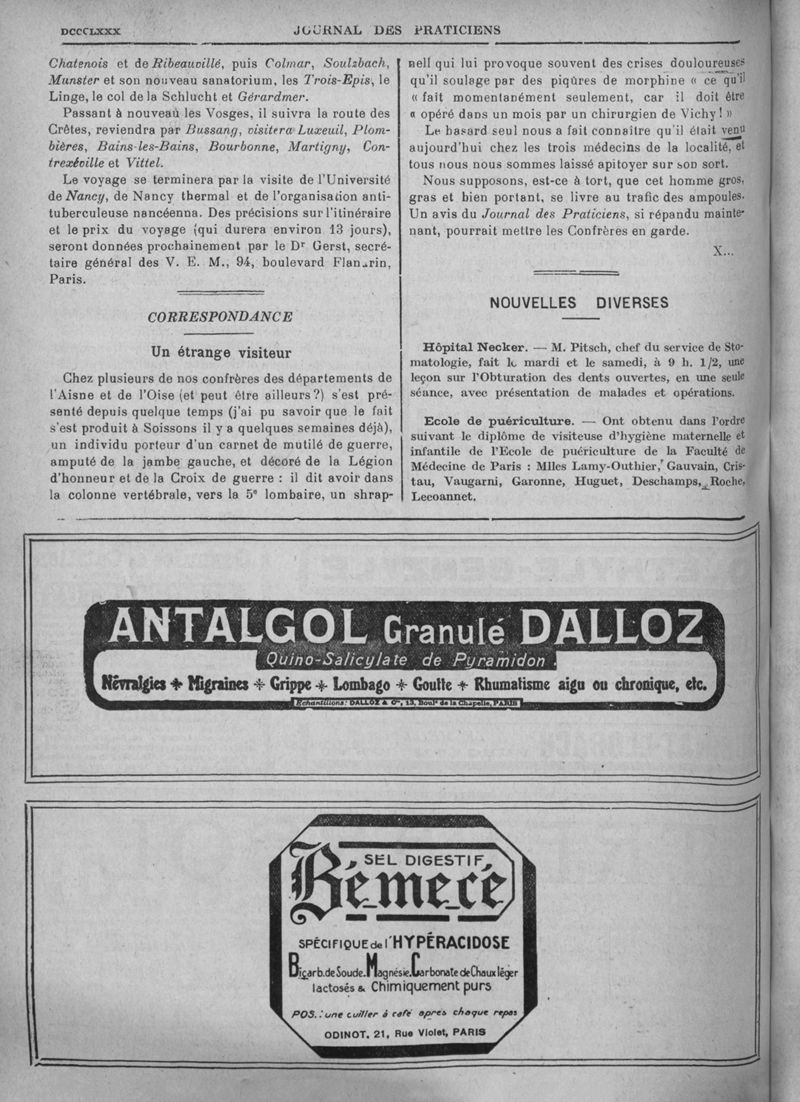 DCCCLXXX
JOURNAL DES PRATICIENS
Chatenois et de Ribeauvillé, puis Colmar, Soulzbach,
Munster et son nouveau sanatorium, les Trois-Epis, le
Linge, le col de la Schlucht et Gérardmer.
Passant à nouveau les Vosges, il suivra la route des
Crêtes, reviendra par Bussang, visitera Luxeuil, Plom-
bières, Bains-les-Bains, Bourbonne, Martigny, Con-
trexéville et Vittel.
Le voyage se terminera par la visite de l'Université
de Nancy, de Nancy thermal et de l'organisation anti-
tuberculeuse nancéenna. Des précisions sur l'itinéraire
et le prix du voyage (qui durera environ 13 jours),
seront données prochainement par le Dr Gerst, secré-
taire général des V. E. M., 94, boulevard Flandrin,
Paris.
CORRESPONDANCE
Un étrange visiteur
Chez plusieurs de nos confrères des départements de
l'Aisne et de l'Oise (et peut être ailleurs ?) s'est pré-
senté depuis quelque temps (j'ai pu savoir que le fait
s'est produit à Soissons il y a quelques semaines déjà),
un individu porteur d'un carnet de mutilé de guerre,
amputé de la jambe gauche, et décoré de la Légion
d'honneur et de la Croix de guerre : il dit avoir dans
la colonne vertébrale, vers la 5e lombaire, un shrap-
nell qui lui provoque souvent des crises douloureuses
qu'il soulage par des piqûres de morphine « ce qu'il
« fait momentanément seulement, car il doit être
« opéré dans un mois par un chirurgien de Vichy ! »
Le hasard seul nous a fait connaître qu'il était venu
aujourd'hui chez les trois médecins de la localité, et
tous nous nous sommes laissé apitoyer sur son sort.
Nous supposons, est-ce à tort, que cet homme gros,
gras et bien portant, se livre au trafic des ampoules.
Un avis du Journal des Praticiens, si répandu mainte-
nant, pourrait mettre les Confrères en garde.
X...
NOUVELLES DIVERSES
Hôpital Necker. — M. Pitsch, chef du service de Sto-
matologie, fait le mardi et le samedi, à 9 h. 1/2, une
leçon sur l'Obturation des dents ouvertes, en une seule
séance, avec présentation de malades et opérations.
Ecole de puériculture. — Ont obtenu dans l'ordre
suivant le diplôme de visiteuse d'hygiène maternelle et
infantile de l'Ecole de puériculture de la Faculté de
Médecine de Paris : Mlles Lamy-Outhier, Gauvain, Cris-
tau, Vaugarni, Garonne, Huguet, Deschamps, Roche,
Lecoannet.
ANTALGOL Granulé DALLOZ
Quino-Salicylate de Pyramidon.
Névralgies + Migraines + Grippe + Lombago + Goutte + Rhumatisme aigu ou chronique, etc.
Echantillons: DALLOZ & Cie, 13, Boulд de la Chapelle, PARIS
SEL DIGESTIF
Bémecé
SPÉCIFIQUE de l'HYPÉRACIDOSE
Bicarb. de Soude. Magnésie. Carbonate de Chaux léger
lactosés & Chimiquement purs
POS. : une cuiller à café après chaque repas
ODINOT, 21, Rue Violet, PARIS